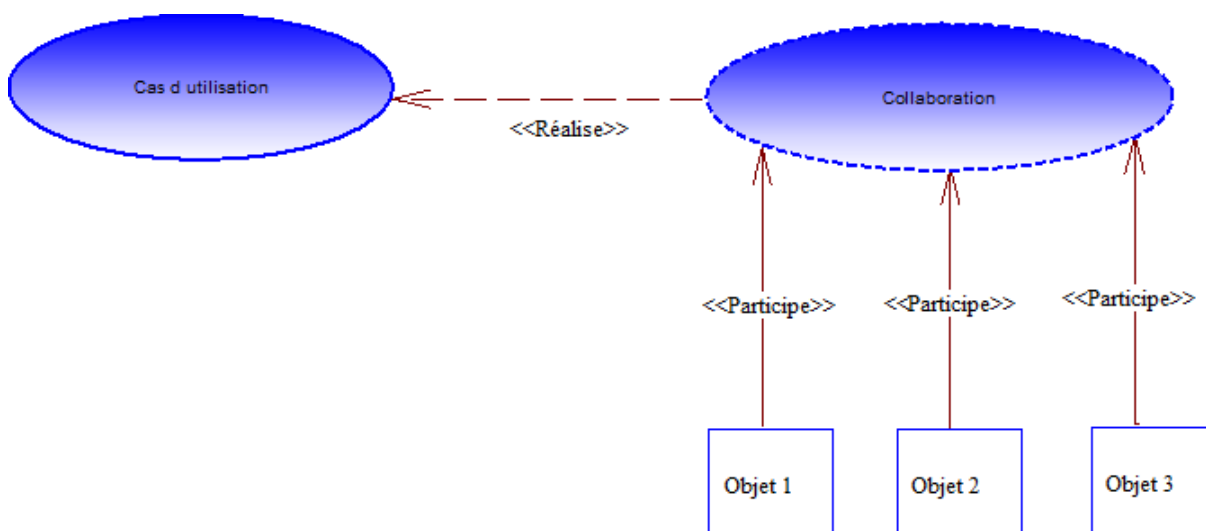 Cas d utilisation
Collaboration
<<Réalise>>
<<Participe>>
<<Participe>>
<<Participe>>
Objet 1
Objet 2
Objet 3